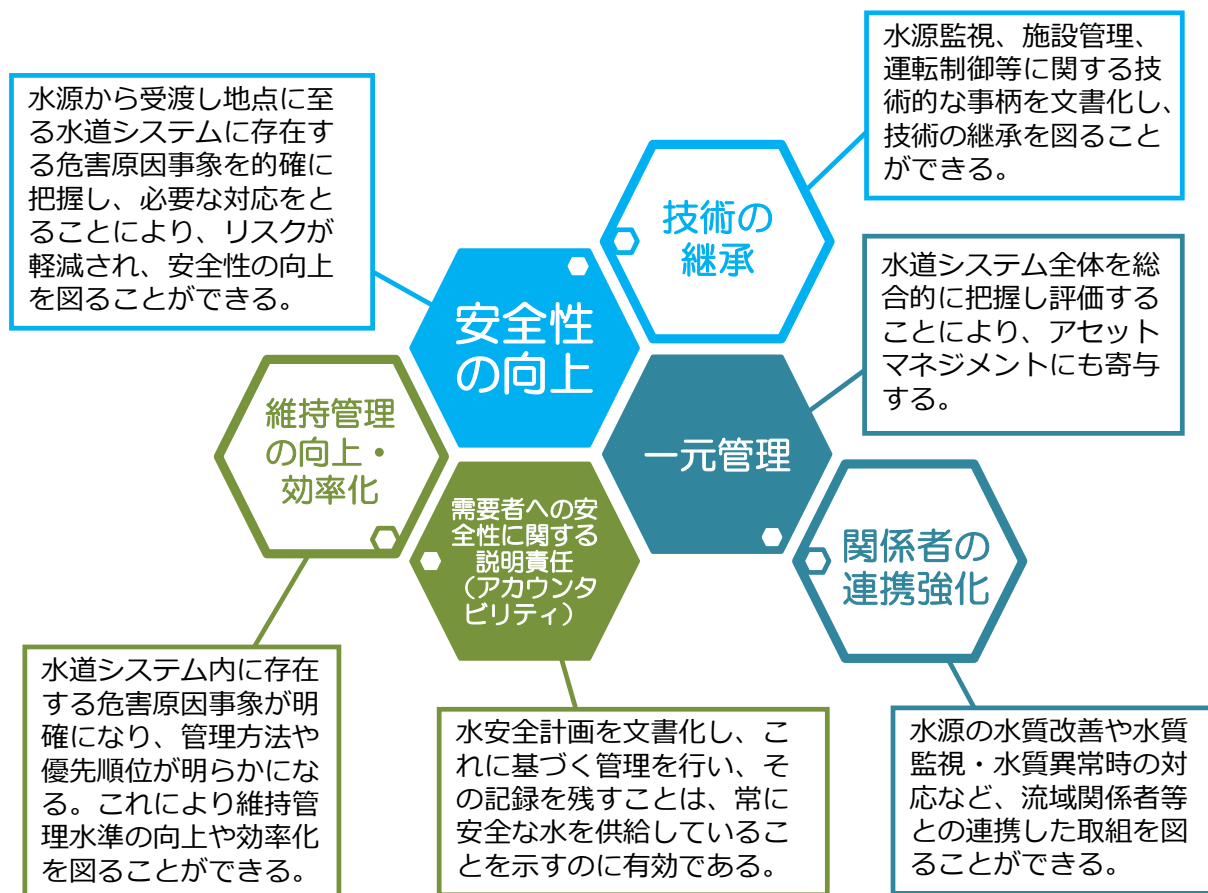 水源から受渡し地点に至
る水道システムに存在す
る危害原因事象を的確に
把握し、必要な対応をと
ることにより、リスクが
軽減され、安全性の向上
を図ることができる。
安全性
の向上
水源監視、施設管理、
運転制御等に関する技
術的な事柄を文書化し、
技術の継承を図ること
ができる。
技術の
継承
水道システム全体を総
合的に把握し評価する
ことにより、アセット
マネジメントにも寄与
する。
一元管理
維持管理
の向上・
効率化
水道システム内に存在
する危害原因事象が明
確になり、管理方法や
優先順位が明らかにな
る。これにより維持管
理水準の向上や効率化
を図ることができる。
需要者への安
全性に関する
説明責任
（アカウンタ
ビリティ）
水安全計画を文書化し、こ
れに基づく管理を行い、そ
の記録を残すことは、常に
安全な水を供給しているこ
とを示すのに有効である。
関係者の
連携強化
水源の水質改善や水質
監視・水質異常時の対
応など、流域関係者等
との連携した取組を図
ることができる。